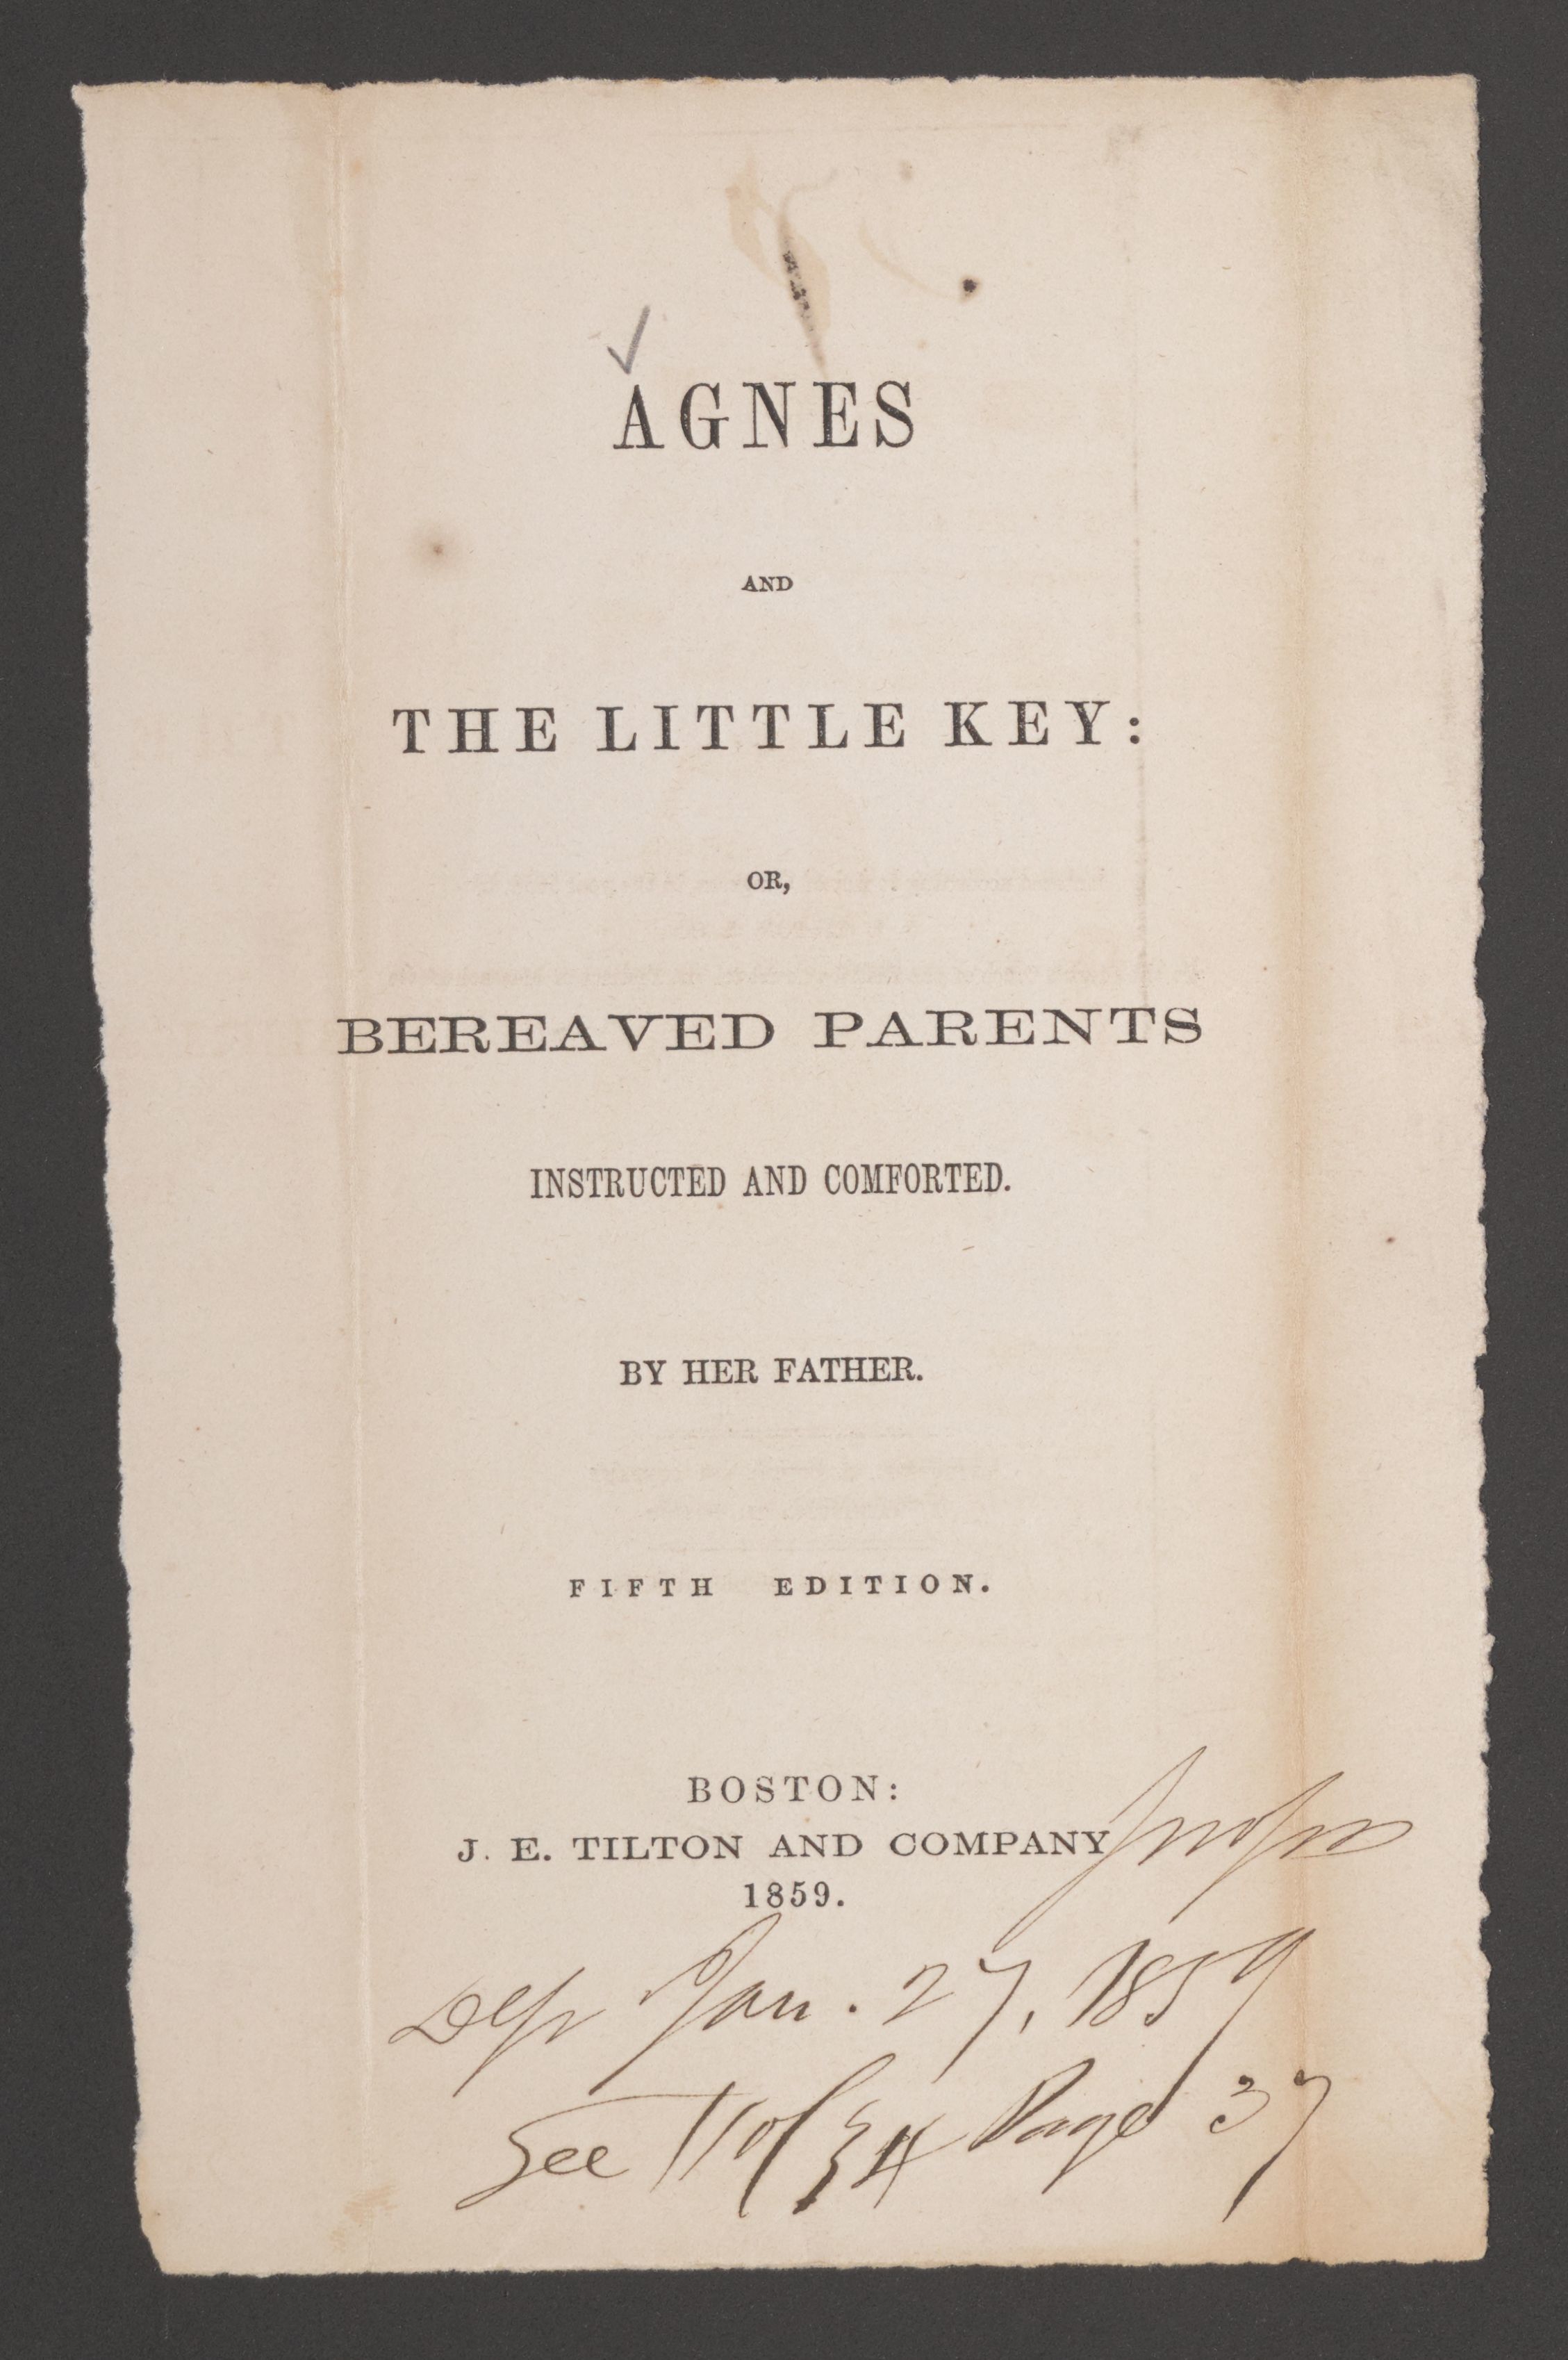 AGNES
AND
THE LITTLE KEY:
OR,
BEREAVED PARENTS
INSTRUCTED AND COMFORTED.
BY HER FATHER.
FIFTH EDITION.
BOSTON:
J. E. TILTON AND COMPANY
1859.
Dep Jan. 27, 1859
See Vol 34 Page 37